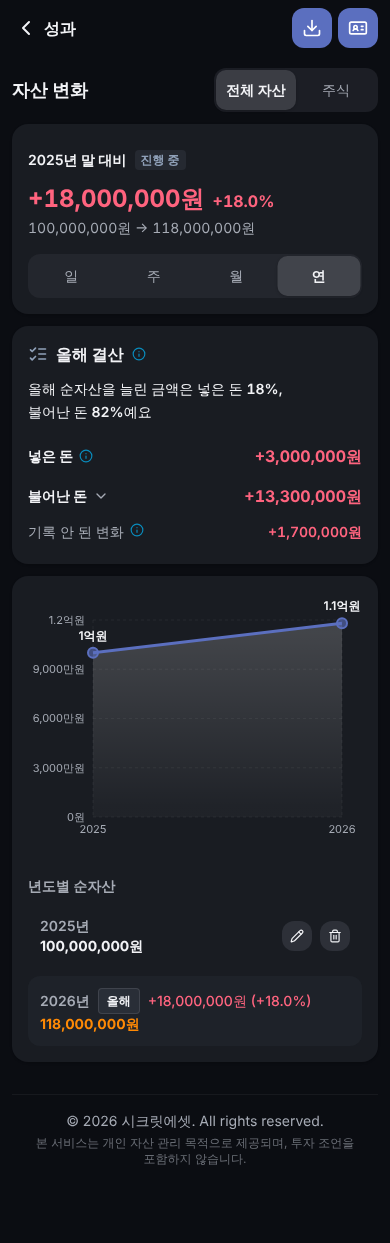 성과
자산 변화
전체 자산
주식
2025년 말 대비 진행 중
+18,000,000원 +18.0%
100,000,000원 → 118,000,000원
일
주
월
연
올해 결산
올해 순자산을 늘린 금액은 넣은 돈 18%,
불어난 돈 82%예요
넣은 돈 +3,000,000원
불어난 돈 +13,300,000원
기록 안 된 변화 +1,700,000원
1.1억원
1.2억원
1억원
9,000만원
6,000만원
3,000만원
0원
2025 2026
년도별 순자산
2025년
100,000,000원
2026년 올해 +18,000,000원 (+18.0%)
118,000,000원
© 2026 시크릿에셋. All rights reserved.
본 서비스는 개인 자산 관리 목적으로 제공되며, 투자 조언을
포함하지 않습니다.